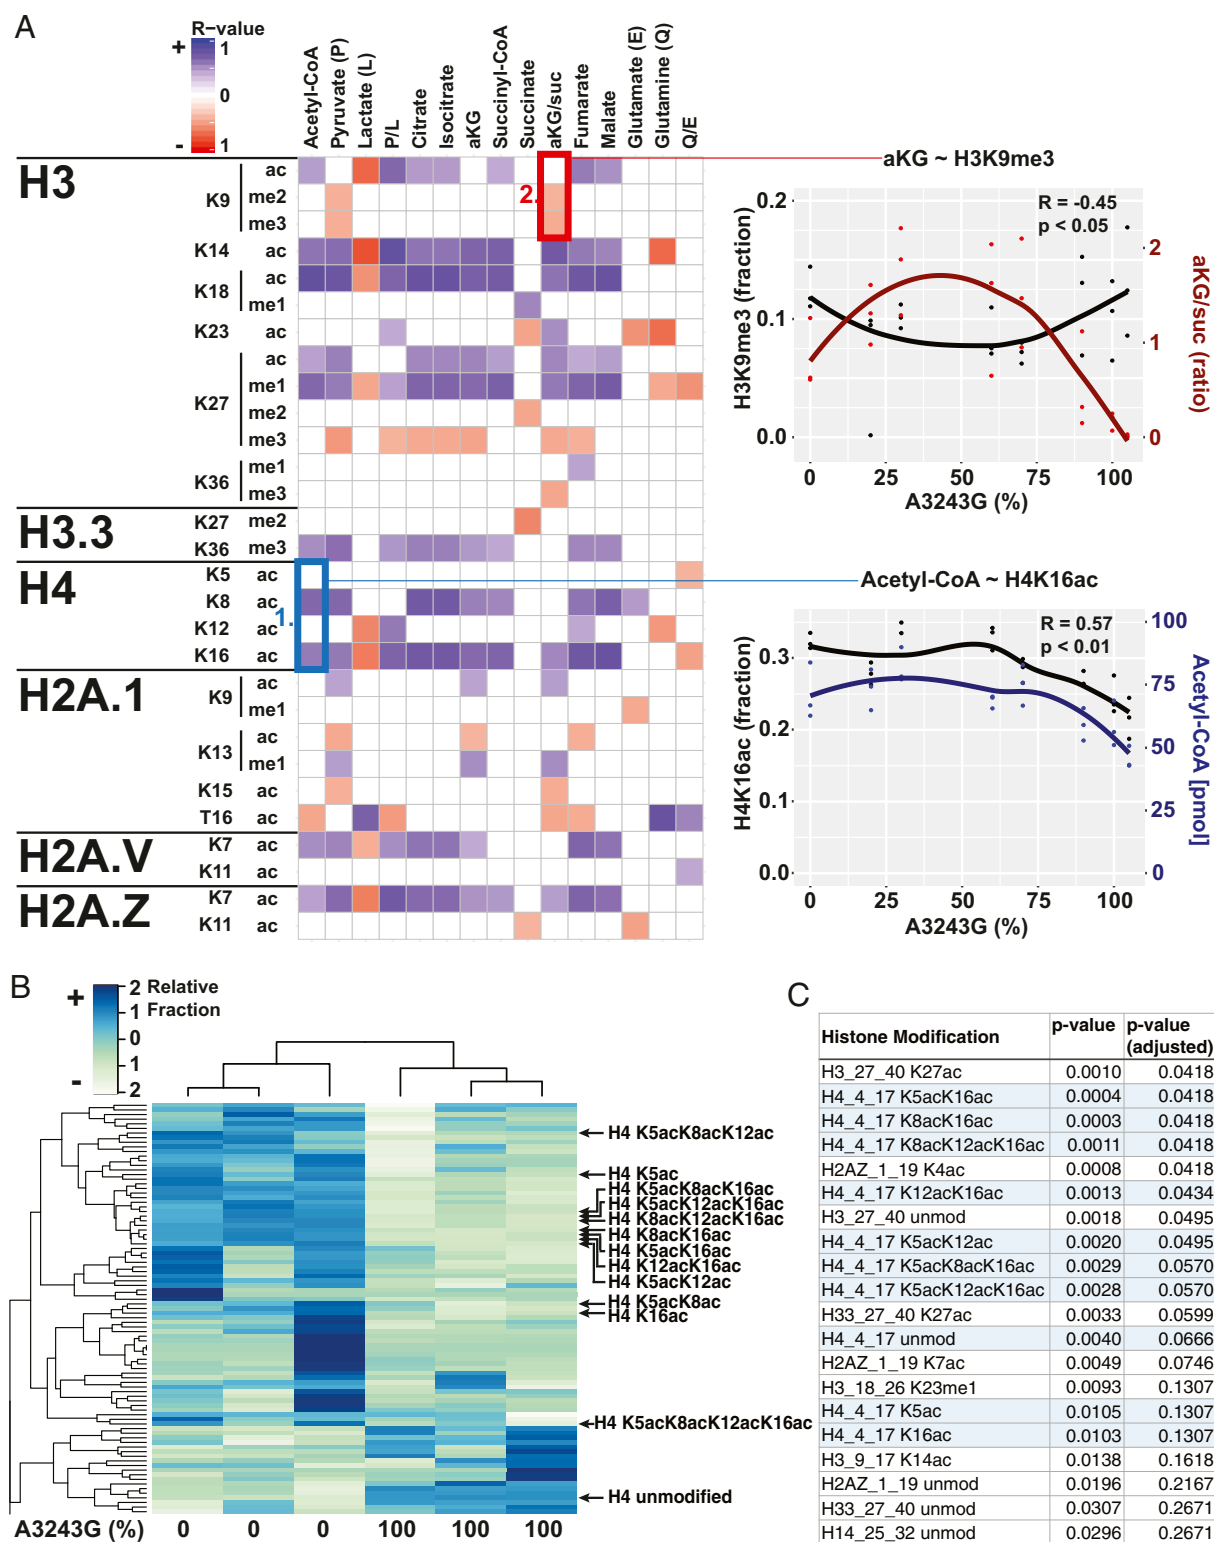 A
R−value
+
1
0
-
1
Acetyl-CoA
Pyruvate (P)
Lactate (L)
P/L
Citrate
Isocitrate
aKG
Succinyl-CoA
Succinate
aKG/suc
Fumarate
Malate
Glutamate (E)
Glutamine (Q)
Q/E
H3
K9
ac
me2
me3
K14
ac
K18
ac
me1
K23
ac
K27
ac
me1
me2
me3
K36
me1
me3
H3.3
K27
me2
K36
me3
H4
K5
ac
K8
ac
K12
ac
K16
ac
H2A.1
K9
ac
me1
K13
ac
me1
K15
ac
T16
ac
H2A.V
K7
ac
K11
ac
H2A.Z
K7
ac
K11
ac
2.
1.
aKG ~ H3K9me3
R = -0.45
p < 0.05
H3K9me3 (fraction)
0.2
0.1
0.0
aKG/suc (ratio)
2
1
0
0
25
50
75
100
A3243G (%)
Acetyl-CoA ~ H4K16ac
R = 0.57
p < 0.01
H4K16ac (fraction)
0.3
0.2
0.1
0.0
Acetyl-CoA [pmol]
100
75
50
25
0
0
25
50
75
100
A3243G (%)
B
+
-
2
1
0
1
2
Relative
Fraction
H4 K5acK8acK12ac
H4 K5ac
H4 K5acK8acK16ac
H4 K5acK12acK16ac
H4 K8acK12acK16ac
H4 K8acK16ac
H4 K5acK16ac
H4 K12acK16ac
H4 K5acK12ac
H4 K5acK8ac
H4 K16ac
H4 K5acK8acK12acK16ac
H4 unmodified
A3243G (%)
0
0
0
100
100
100
C
Histone Modification p-value p-value (adjusted)
H3_27_40 K27ac 0.0010 0.0418
H4_4_17 K5acK16ac 0.0004 0.0418
H4_4_17 K8acK16ac 0.0003 0.0418
H4_4_17 K8acK12acK16ac 0.0011 0.0418
H2AZ_1_19 K4ac 0.0008 0.0418
H4_4_17 K12acK16ac 0.0013 0.0434
H3_27_40 unmod 0.0018 0.0495
H4_4_17 K5acK12ac 0.0020 0.0495
H4_4_17 K5acK8acK16ac 0.0029 0.0570
H4_4_17 K5acK12acK16ac 0.0028 0.0570
H33_27_40 K27ac 0.0033 0.0599
H4_4_17 unmod 0.0040 0.0666
H2AZ_1_19 K7ac 0.0049 0.0746
H3_18_26 K23me1 0.0093 0.1307
H4_4_17 K5ac 0.0105 0.1307
H4_4_17 K16ac 0.0103 0.1307
H3_9_17 K14ac 0.0138 0.1618
H2AZ_1_19 unmod 0.0196 0.2167
H33_27_40 unmod 0.0307 0.2671
H14_25_32 unmod 0.0296 0.2671